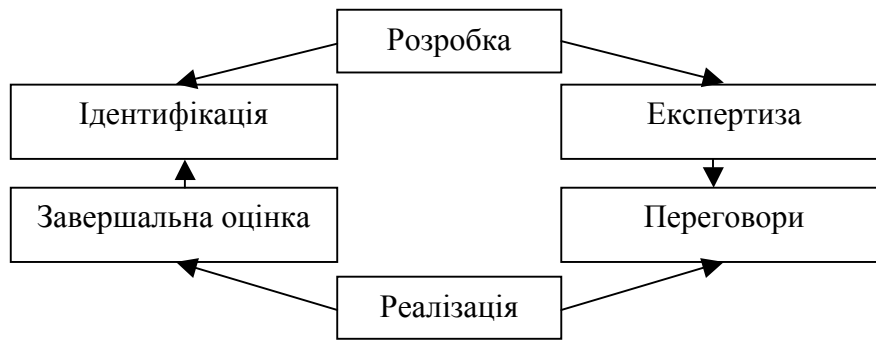 Розробка
Ідентифікація
Експертиза
Завершальна оцінка
Переговори
Реалізація